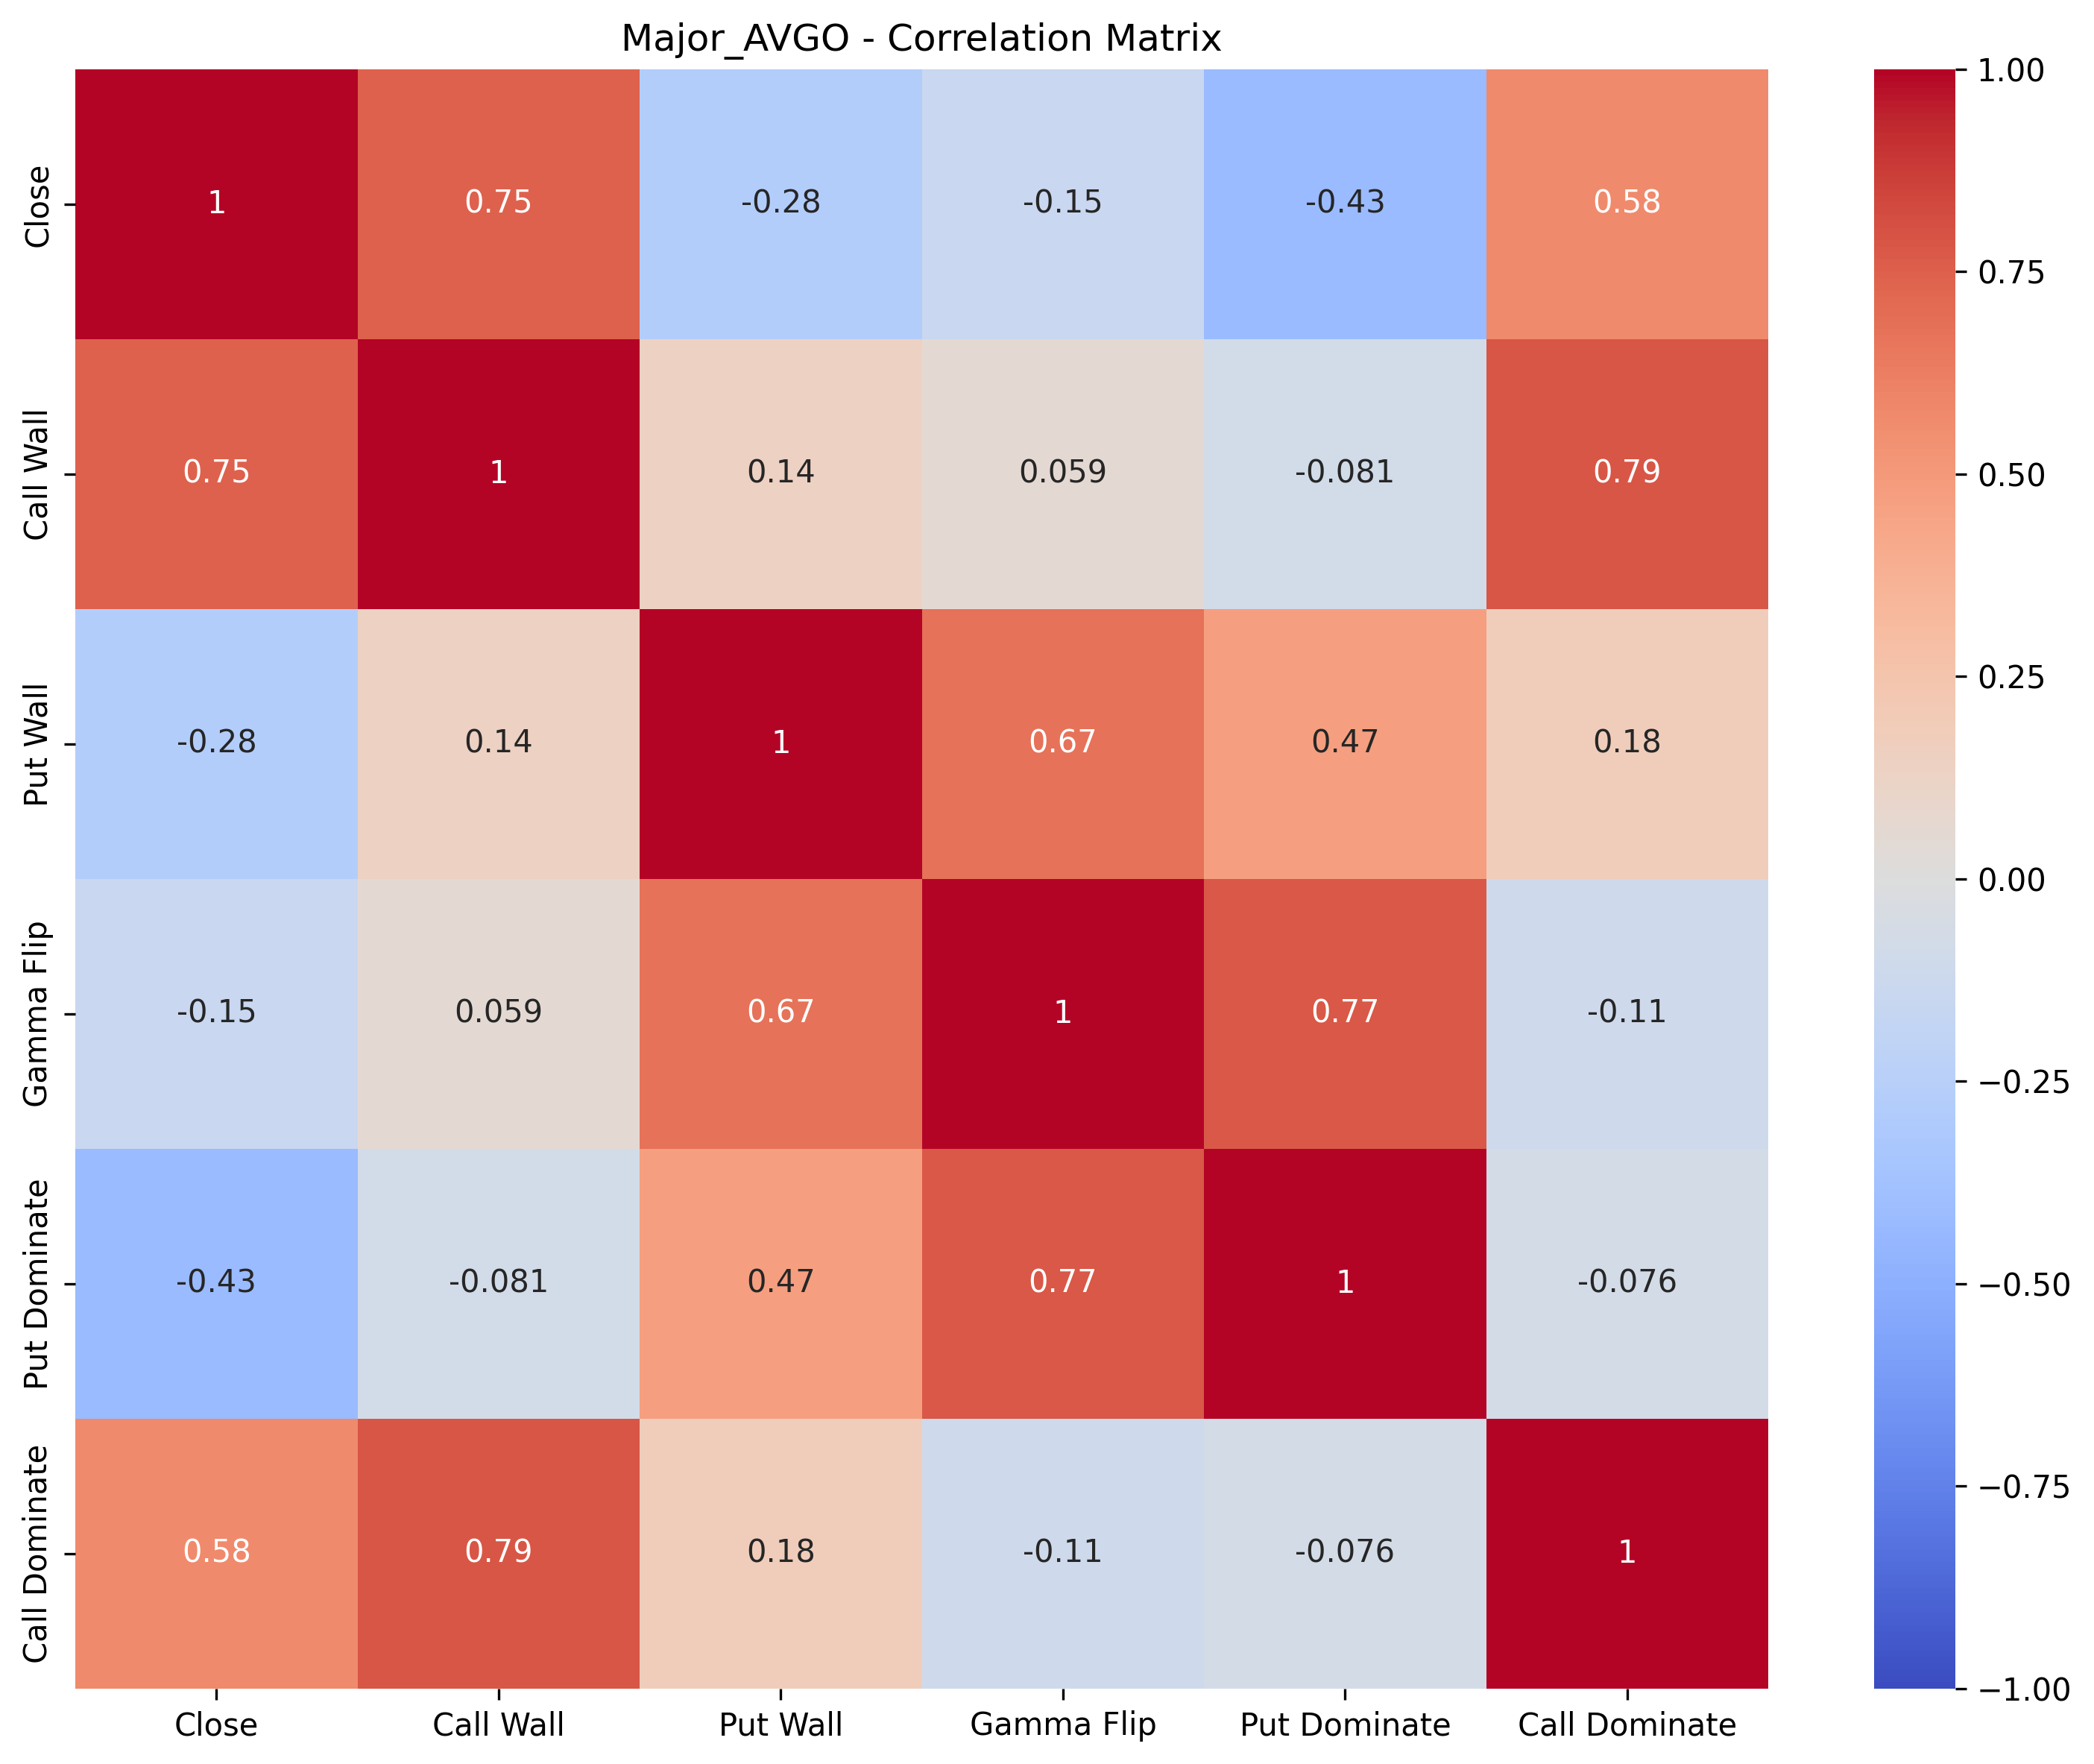 Major_AVGO - Correlation Matrix
Close 1 0.75 -0.28 -0.15 -0.43 0.58
Call Wall 0.75 1 0.14 0.059 -0.081 0.79
Put Wall -0.28 0.14 1 0.67 0.47 0.18
Gamma Flip -0.15 0.059 0.67 1 0.77 -0.11
Put Dominate -0.43 -0.081 0.47 0.77 1 -0.076
Call Dominate 0.58 0.79 0.18 -0.11 -0.076 1
Close Call Wall Put Wall Gamma Flip Put Dominate Call Dominate
1.00
0.75
0.50
0.25
0.00
−0.25
−0.50
−0.75
−1.00